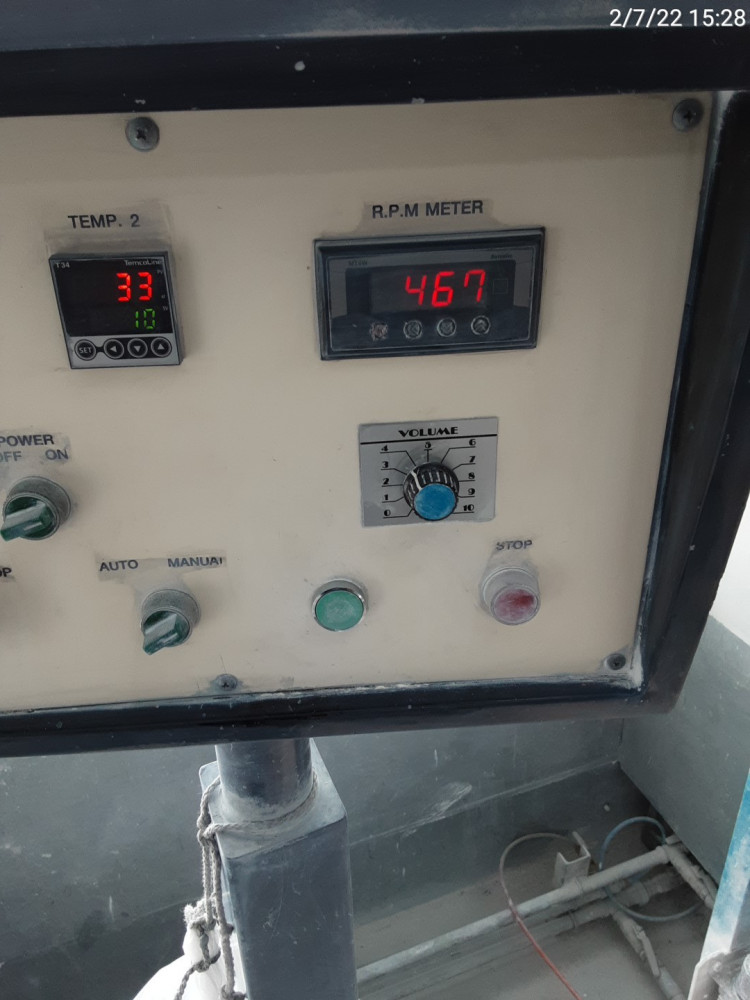 2/7/22 15:28
TEMP. 2
R.P.M METER
T34 TemcoLine
33
10
SET
467
POWER
OFF ON
VOLUME
4 5 6
3 7
2 8
1 9
0 10
AUTO MANUAL
STOP